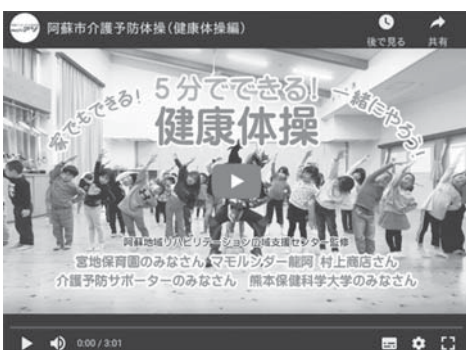 阿蘇市介護予防体操(健康体操編)
後で見る
共有
家でもできる!
5分でできる!
一緒にやろう!
健康体操
阿蘇地域リハビリテーション広域支援センター監修
宮地保育園のみなさん マモルンダー龍阿 村上商店さん
介護予防サポーターのみなさん 熊本保健科学大学のみなさん
0:00 / 3:01